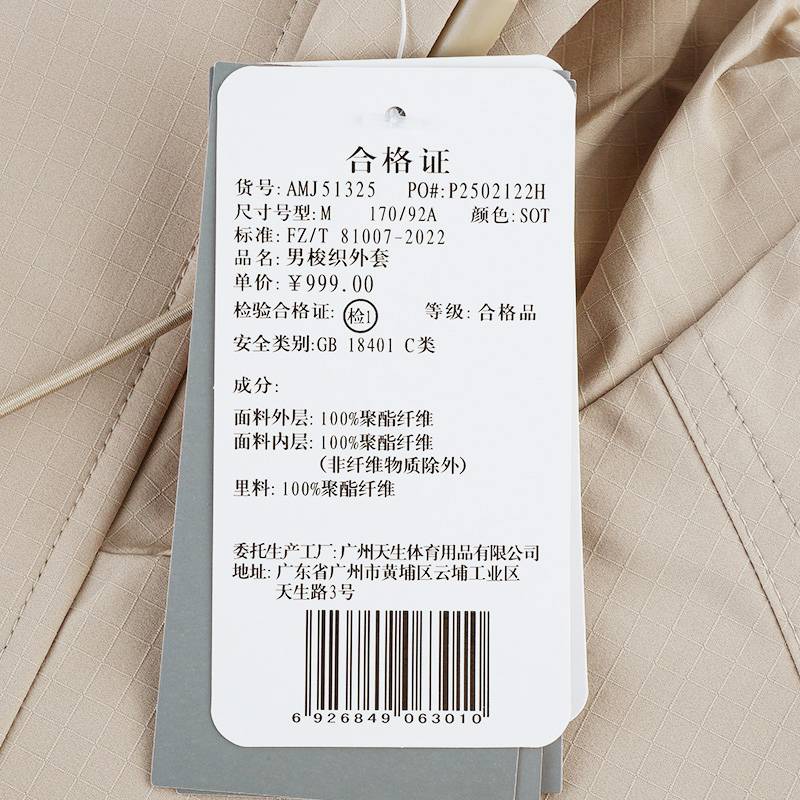 合格证
货号: AMJ51325 PO#:P2502122H
尺寸号型:M 170/92A 颜色:SOT
标准: FZ/T 81007-2022
品名: 男梭织外套
单价: ￥999.00
检验合格证: 检1 等级: 合格品
安全类别:GB 18401 C类
成分:
面料外层: 100%聚酯纤维
面料内层: 100%聚酯纤维
(非纤维物质除外)
里料: 100%聚酯纤维
委托生产工厂: 广州天生体育用品有限公司
地址: 广东省广州市黄埔区云埔工业区
天生路3号
6 926849 063010